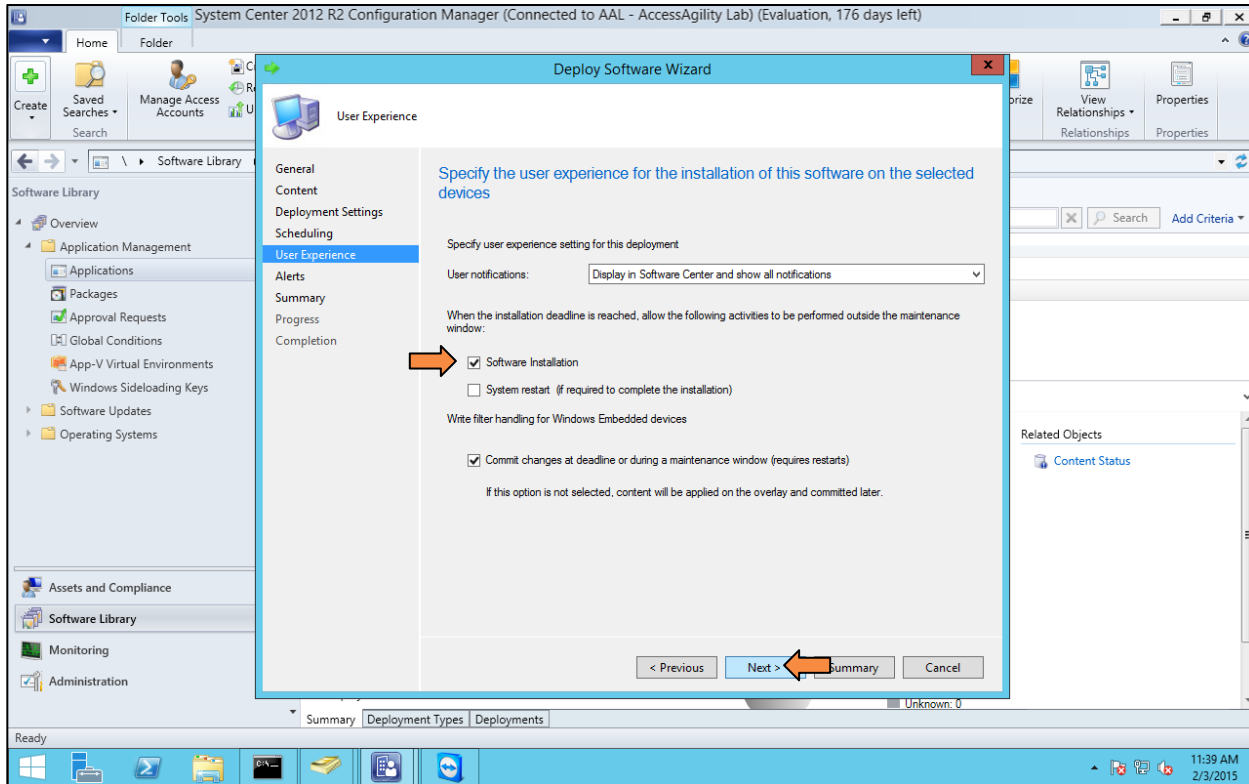 Folder Tools System Center 2012 R2 Configuration Manager (Connected to AAL - AccessAgility Lab) (Evaluation, 176 days left)
Home Folder
Create
Saved Searches
Manage Access Accounts
View Relationships
Properties
Search
Relationships
Properties
\ Software Library
Search Add Criteria
Software Library
Overview
Application Management
Applications
Packages
Approval Requests
Global Conditions
App-V Virtual Environments
Windows Sideloading Keys
Software Updates
Operating Systems
Assets and Compliance
Software Library
Monitoring
Administration
Deploy Software Wizard
User Experience
General
Content
Deployment Settings
Scheduling
User Experience
Alerts
Summary
Progress
Completion
Specify the user experience for the installation of this software on the selected
devices
Specify user experience setting for this deployment
User notifications: Display in Software Center and show all notifications
When the installation deadline is reached, allow the following activities to be performed outside the maintenance
window:
Software Installation
System restart (if required to complete the installation)
Write filter handling for Windows Embedded devices
Commit changes at deadline or during a maintenance window (requires restarts)
If this option is not selected, content will be applied on the overlay and committed later.
< Previous Next > Summary Cancel
Related Objects
Content Status
Unknown: 0
Summary Deployment Types Deployments
Ready
11:39 AM
2/3/2015